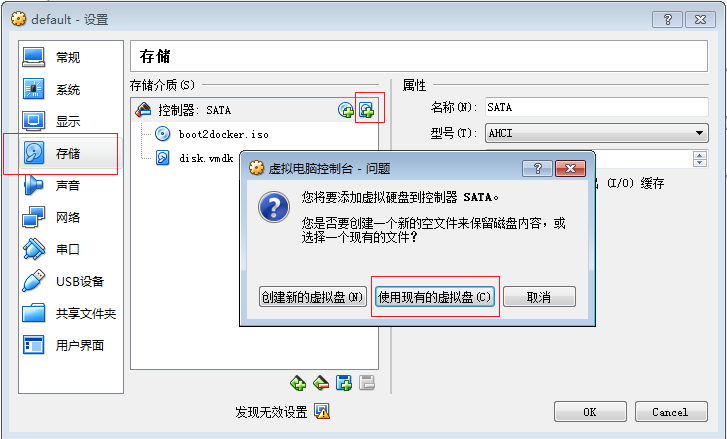 default - 设置
常规
系统
显示
存储
声音
网络
串口
USB设备
共享文件夹
用户界面
存储
存储介质(S)
控制器: SATA
boot2docker.iso
disk.vmdk
属性
名称(N): SATA
型号(T): AHCI
(I/O) 缓存
虚拟电脑控制台 - 问题
您将要添加虚拟硬盘到控制器 SATA。
您是否要创建一个新的空文件来保留磁盘内容，或
选择一个现有的文件？
创建新的虚拟盘(N)
使用现有的虚拟盘(C)
取消
发现无效设置
OK
Cancel